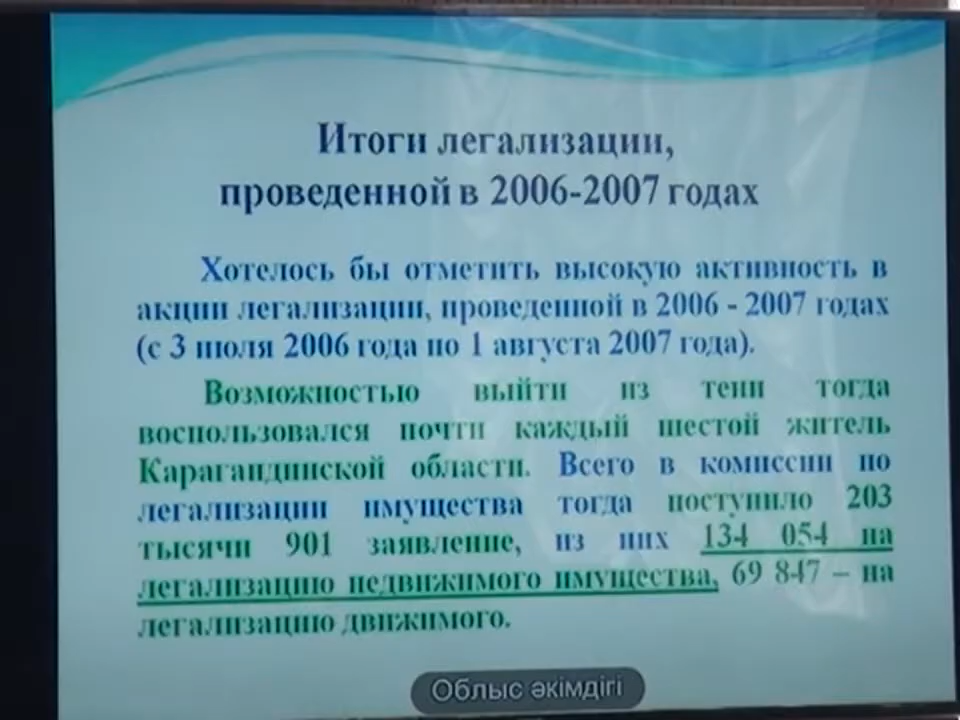 Итоги легализации,
проведенной в 2006-2007 годах
Хотелось бы отметить высокую активность в
акции легализации, проведенной в 2006 - 2007 годах
(с 3 июля 2006 года по 1 августа 2007 года).
Возможностью выйти из тени тогда
воспользовался почти каждый шестой житель
Карагандинской области. Всего в комиссии по
легализации имущества тогда поступило 203
тысячи 901 заявление, из них 134 054 на
легализацию недвижимого имущества, 69 847 – на
легализацию движимого.
Облыс әкімдігі